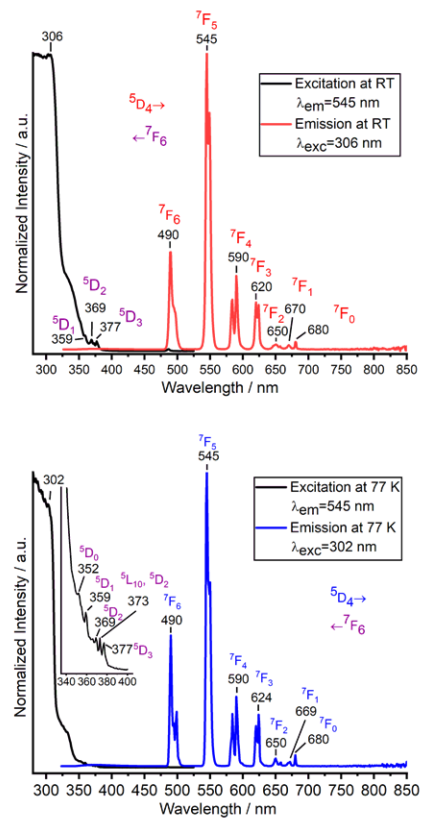 ⁷F₅
306
545
Excitation at RT
λem=545 nm
Emission at RT
λexc=306 nm
⁵D₄→
←⁷F₆
⁷F₆
490
⁷F₄
590
⁷F₃
620
⁵D₂
⁵D₁
369
⁵D₃
359
377
⁷F₂
650
⁷F₁
670
⁷F₀
680
Normalized Intensity / a.u.
300 350 400 450 500 550 600 650 700 750 800 850
Wavelength / nm
⁷F₅
302
545
Excitation at 77 K
λem=545 nm
Emission at 77 K
λexc=302 nm
⁵D₀
352
⁵D₁
⁵L₁₀, ⁵D₂
359
373
⁵D₂
369
377
⁵D₃
340 360 380 400
⁵D₄→
←⁷F₆
⁷F₆
490
⁷F₄
590
⁷F₃
624
⁷F₂
650
⁷F₁
669
⁷F₀
680
Normalized Intensity / a.u.
300 350 400 450 500 550 600 650 700 750 800 850
Wavelength / nm